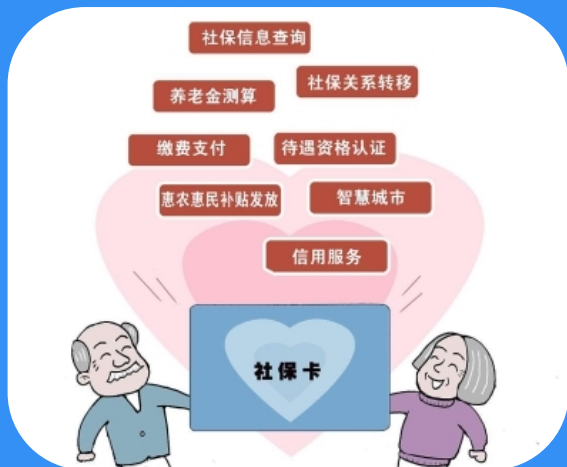 社保信息查询
社保关系转移
养老金测算
缴费支付
待遇资格认证
惠农惠民补贴发放
智慧城市
信用服务
社保卡